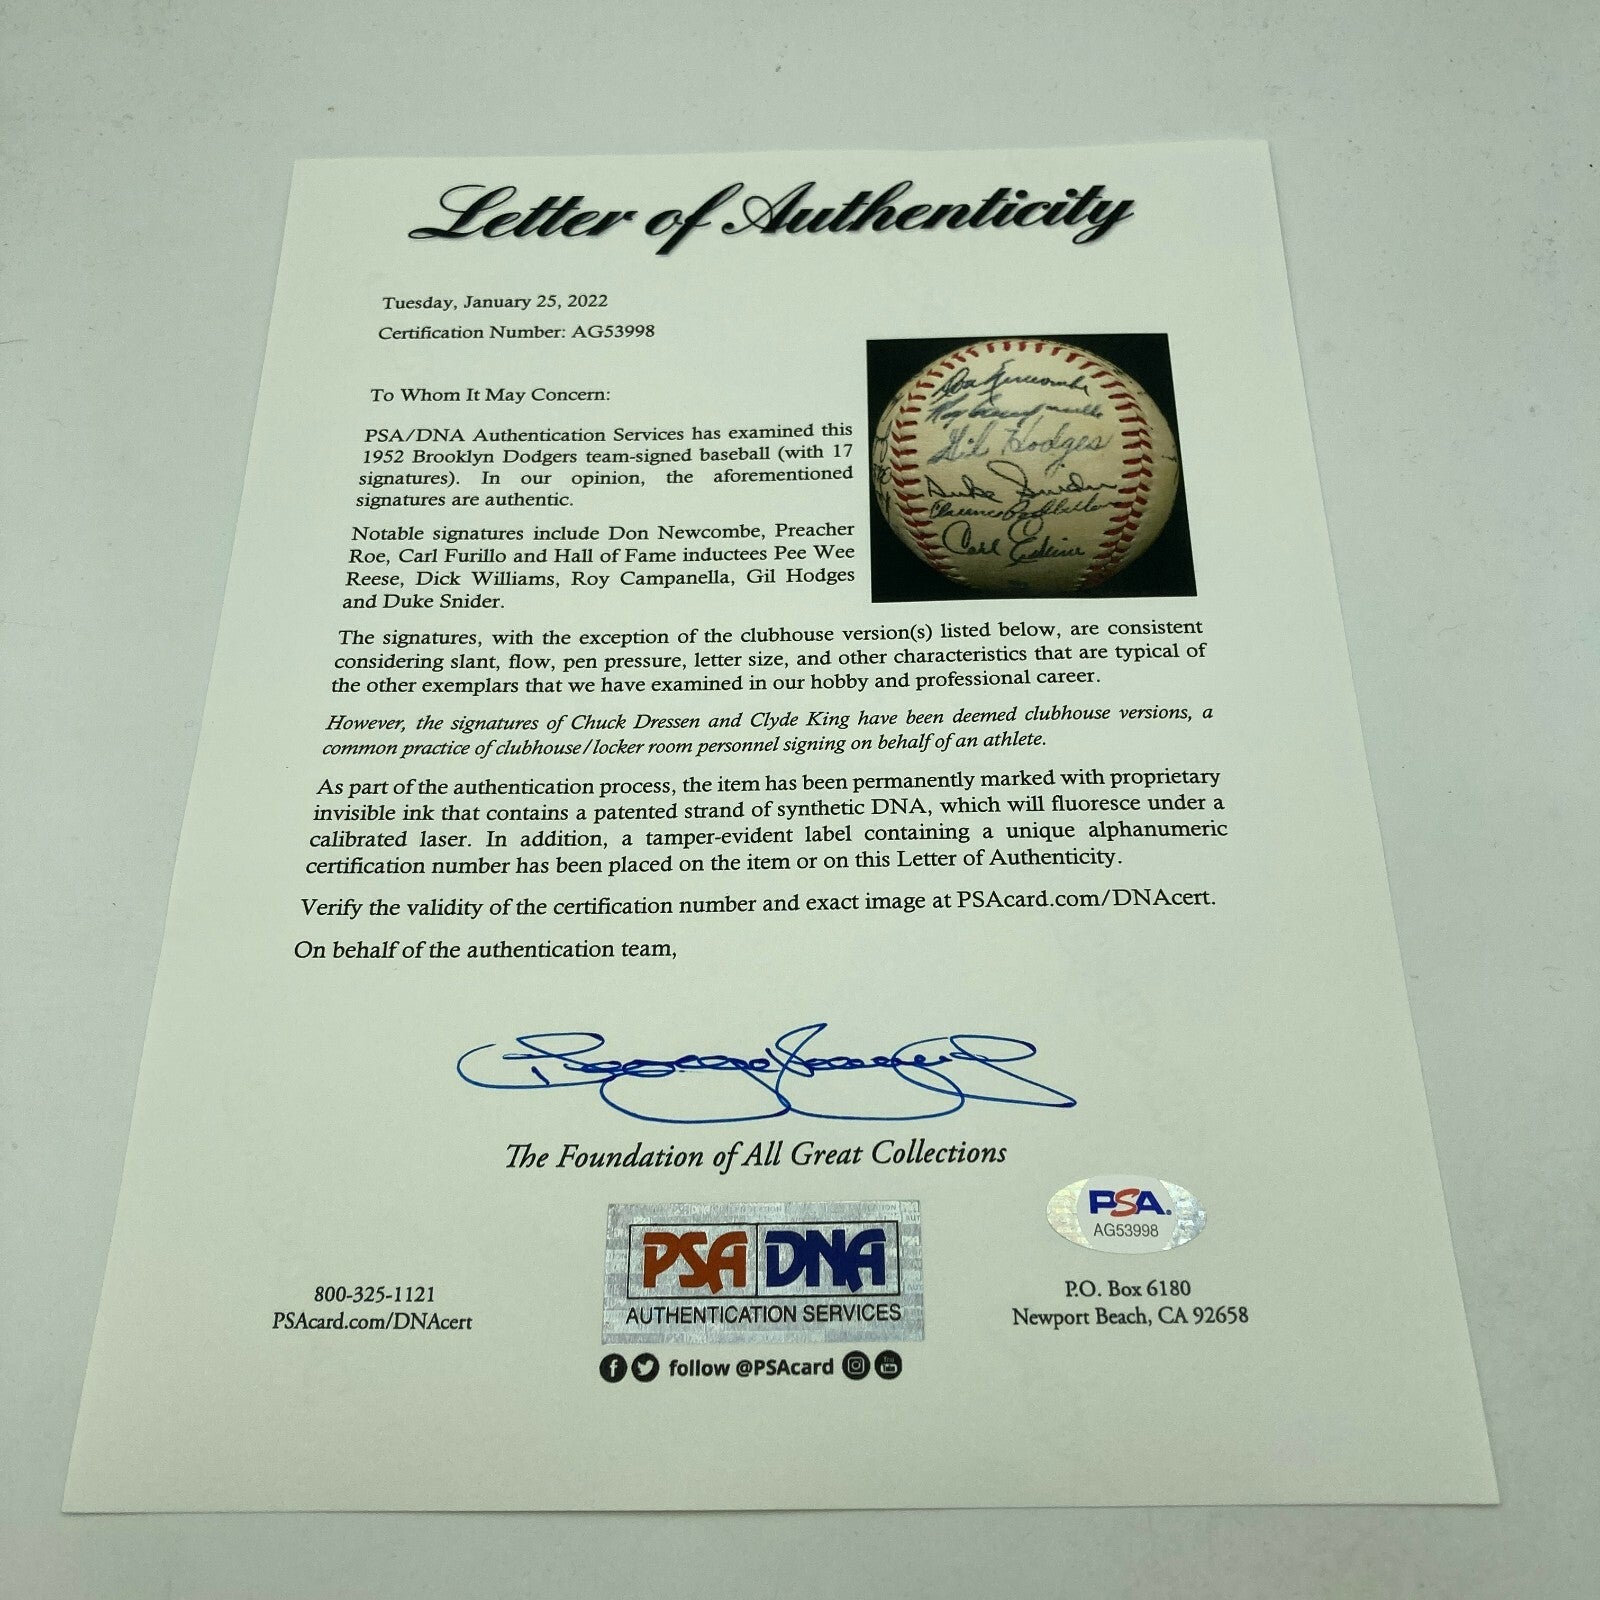 Letter of Authenticity
Tuesday, January 25, 2022
Certification Number: AG53998
To Whom It May Concern:
PSA/DNA Authentication Services has examined this
1952 Brooklyn Dodgers team-signed baseball (with 17
signatures). In our opinion, the aforementioned
signatures are authentic.
Notable signatures include Don Newcombe, Preacher
Roe, Carl Furillo and Hall of Fame inductees Pee Wee
Reese, Dick Williams, Roy Campanella, Gil Hodges
and Duke Snider.
Don Newcombe
Roy Campanella
Gil Hodges
Duke Snider
Clarence
Carl Erskine
The signatures, with the exception of the clubhouse version(s) listed below, are consistent
considering slant, flow, pen pressure, letter size, and other characteristics that are typical of
the other exemplars that we have examined in our hobby and professional career.
However, the signatures of Chuck Dressen and Clyde King have been deemed clubhouse versions, a
common practice of clubhouse/locker room personnel signing on behalf of an athlete.
As part of the authentication process, the item has been permanently marked with proprietary
invisible ink that contains a patented strand of synthetic DNA, which will fluoresce under a
calibrated laser. In addition, a tamper-evident label containing a unique alphanumeric
certification number has been placed on the item or on this Letter of Authenticity.
Verify the validity of the certification number and exact image at PSAcard.com/DNAcert.
On behalf of the authentication team,
The Foundation of All Great Collections
PSA.
AG53998
PSA DNA
AUTHENTICATION SERVICES
800-325-1121
PSAcard.com/DNAcert
P.O. Box 6180
Newport Beach, CA 92658
follow @PSAcard